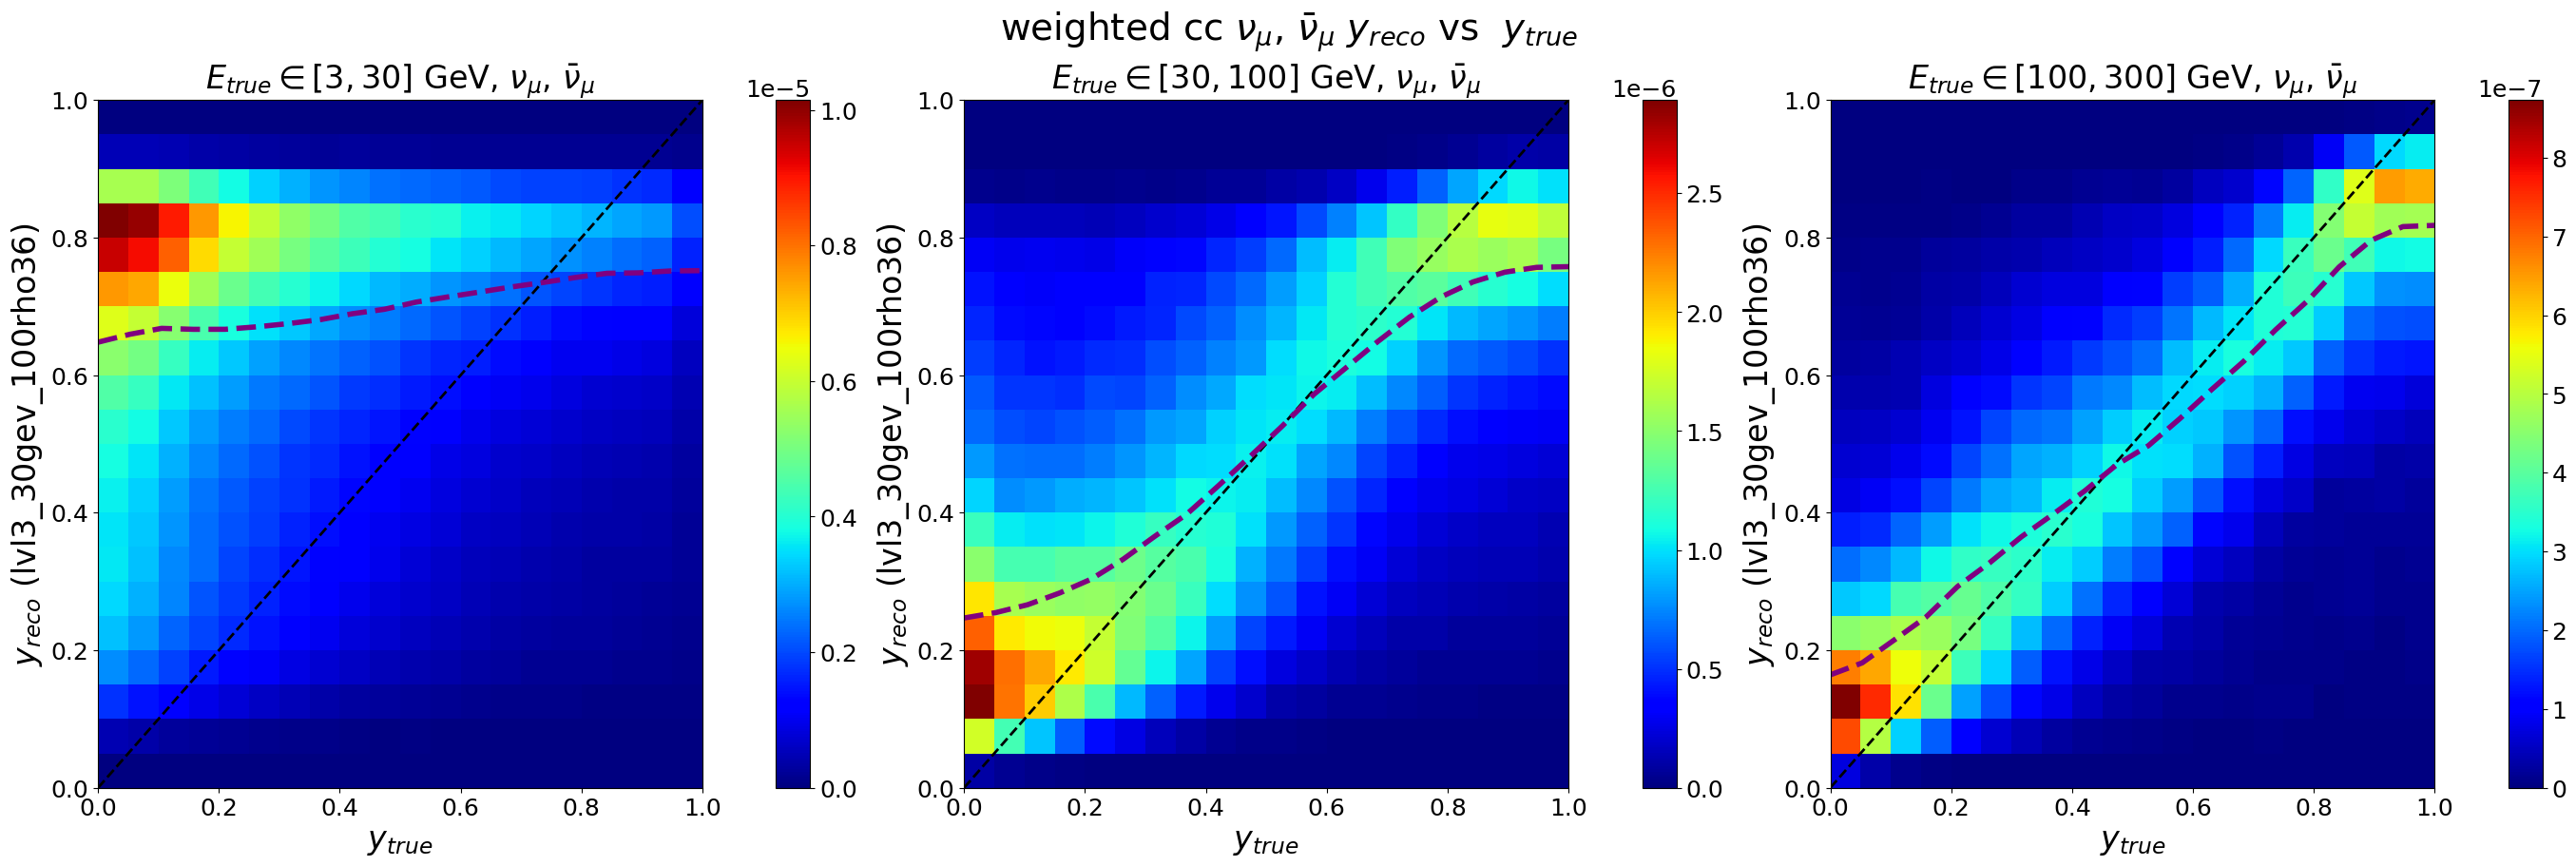 weighted cc νμ, ν̄μ yreco vs ytrue
Etrue ∈ [3, 30] GeV, νμ, ν̄μ
1e−5
1.0
0.8
0.6
0.4
0.2
0.0
0.0 0.2 0.4 0.6 0.8 1.0
ytrue
yreco (lvl3_30gev_100rho36)
1.0
0.8
0.6
0.4
0.2
0.0
Etrue ∈ [30, 100] GeV, νμ, ν̄μ
1e−6
1.0
0.8
0.6
0.4
0.2
0.0
0.0 0.2 0.4 0.6 0.8 1.0
ytrue
yreco (lvl3_30gev_100rho36)
2.5
2.0
1.5
1.0
0.5
0.0
Etrue ∈ [100, 300] GeV, νμ, ν̄μ
1e−7
1.0
0.8
0.6
0.4
0.2
0.0
0.0 0.2 0.4 0.6 0.8 1.0
ytrue
yreco (lvl3_30gev_100rho36)
8
7
6
5
4
3
2
1
0